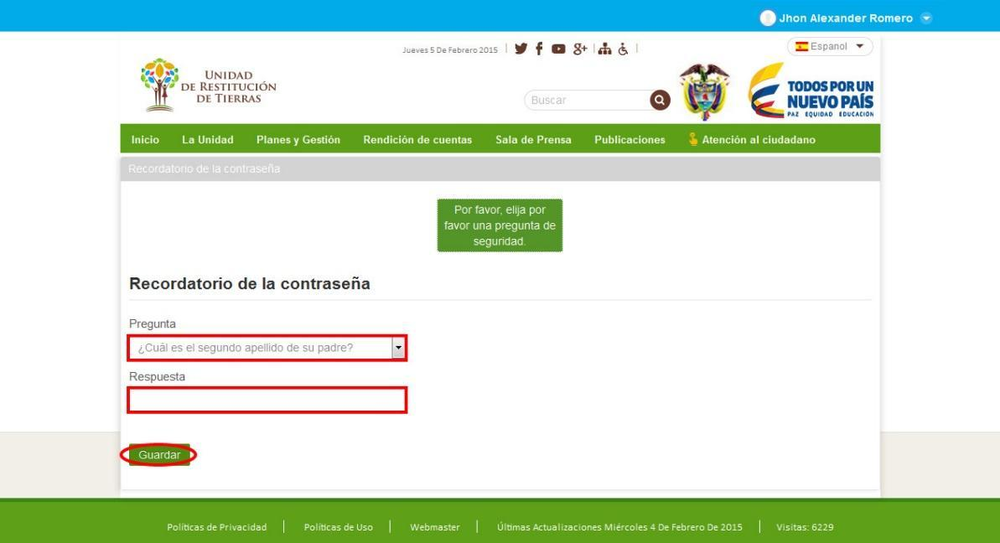 Jhon Alexander Romero
Jueves 5 De Febrero 2015
Espanol
UNIDAD
DE RESTITUCIÓN
DE TIERRAS
Buscar
TODOS POR UN
NUEVO PAÍS
PAZ EQUIDAD EDUCACIÓN
Inicio La Unidad Planes y Gestión Rendición de cuentas Sala de Prensa Publicaciones Atención al ciudadano
Recordatorio de la contraseña
Por favor, elija por
favor una pregunta de
seguridad.
Recordatorio de la contraseña
Pregunta
¿Cuál es el segundo apellido de su padre?
Respuesta
Guardar
Políticas de Privacidad | Políticas de Uso | Webmaster | Últimas Actualizaciones Miércoles 4 De Febrero De 2015 | Visitas: 6229